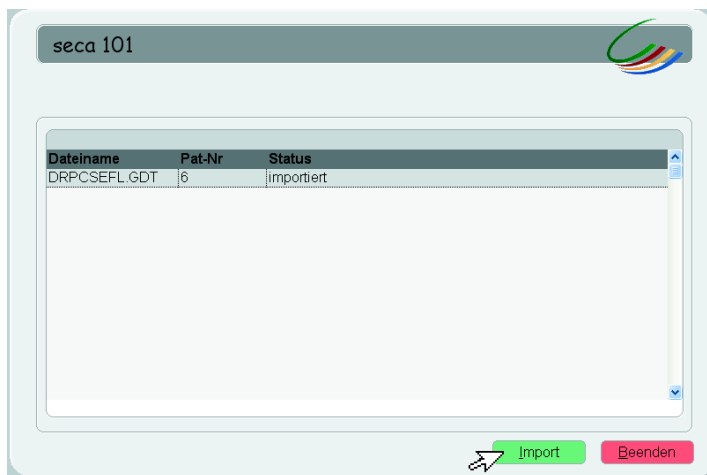 seca 101
Dateiname Pat-Nr Status
DRPCSEFL.GDT 6 importiert
Import Beenden